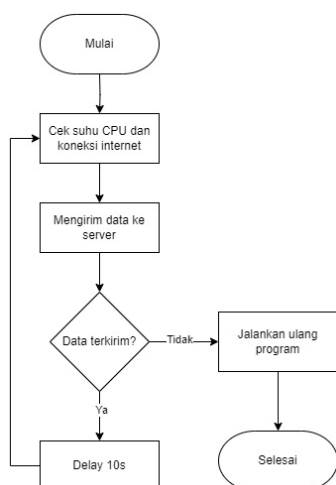 Mulai
Cek suhu CPU dan
koneksi internet
Mengirim data ke
server
Data terkirim?
Tidak
Jalankan ulang
program
Ya
Delay 10s
Selesai